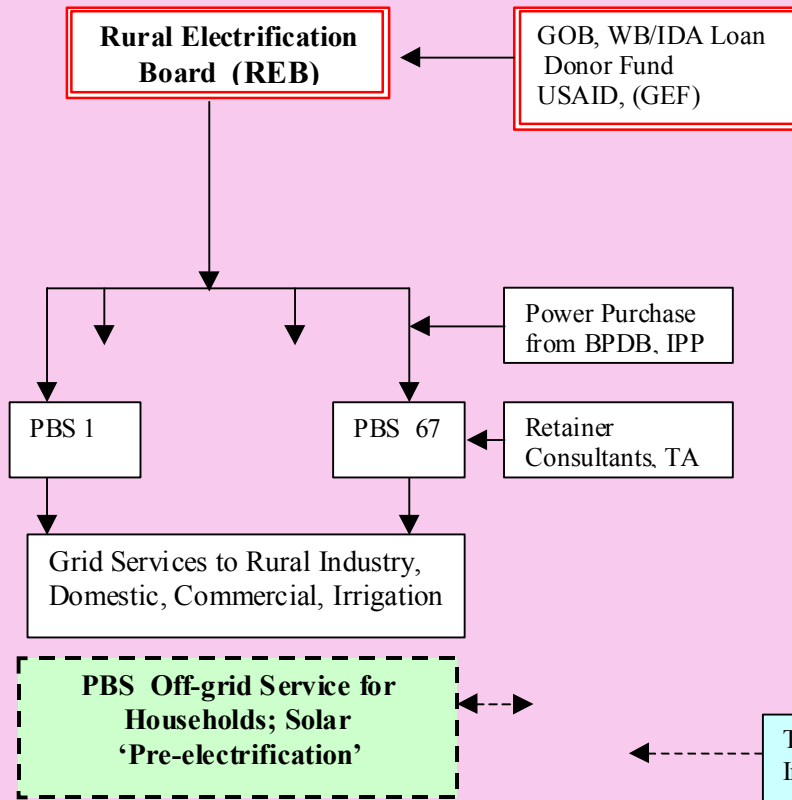 Rural Electrification
Board (REB)
GOB, WB/IDA Loan
Donor Fund
USAID, (GEF)
Power Purchase
from BPDB, IPP
PBS 1
PBS 67
Retainer
Consultants, TA
Grid Services to Rural Industry,
Domestic, Commercial, Irrigation
PBS Off-grid Service for
Households; Solar
‘Pre-electrification’